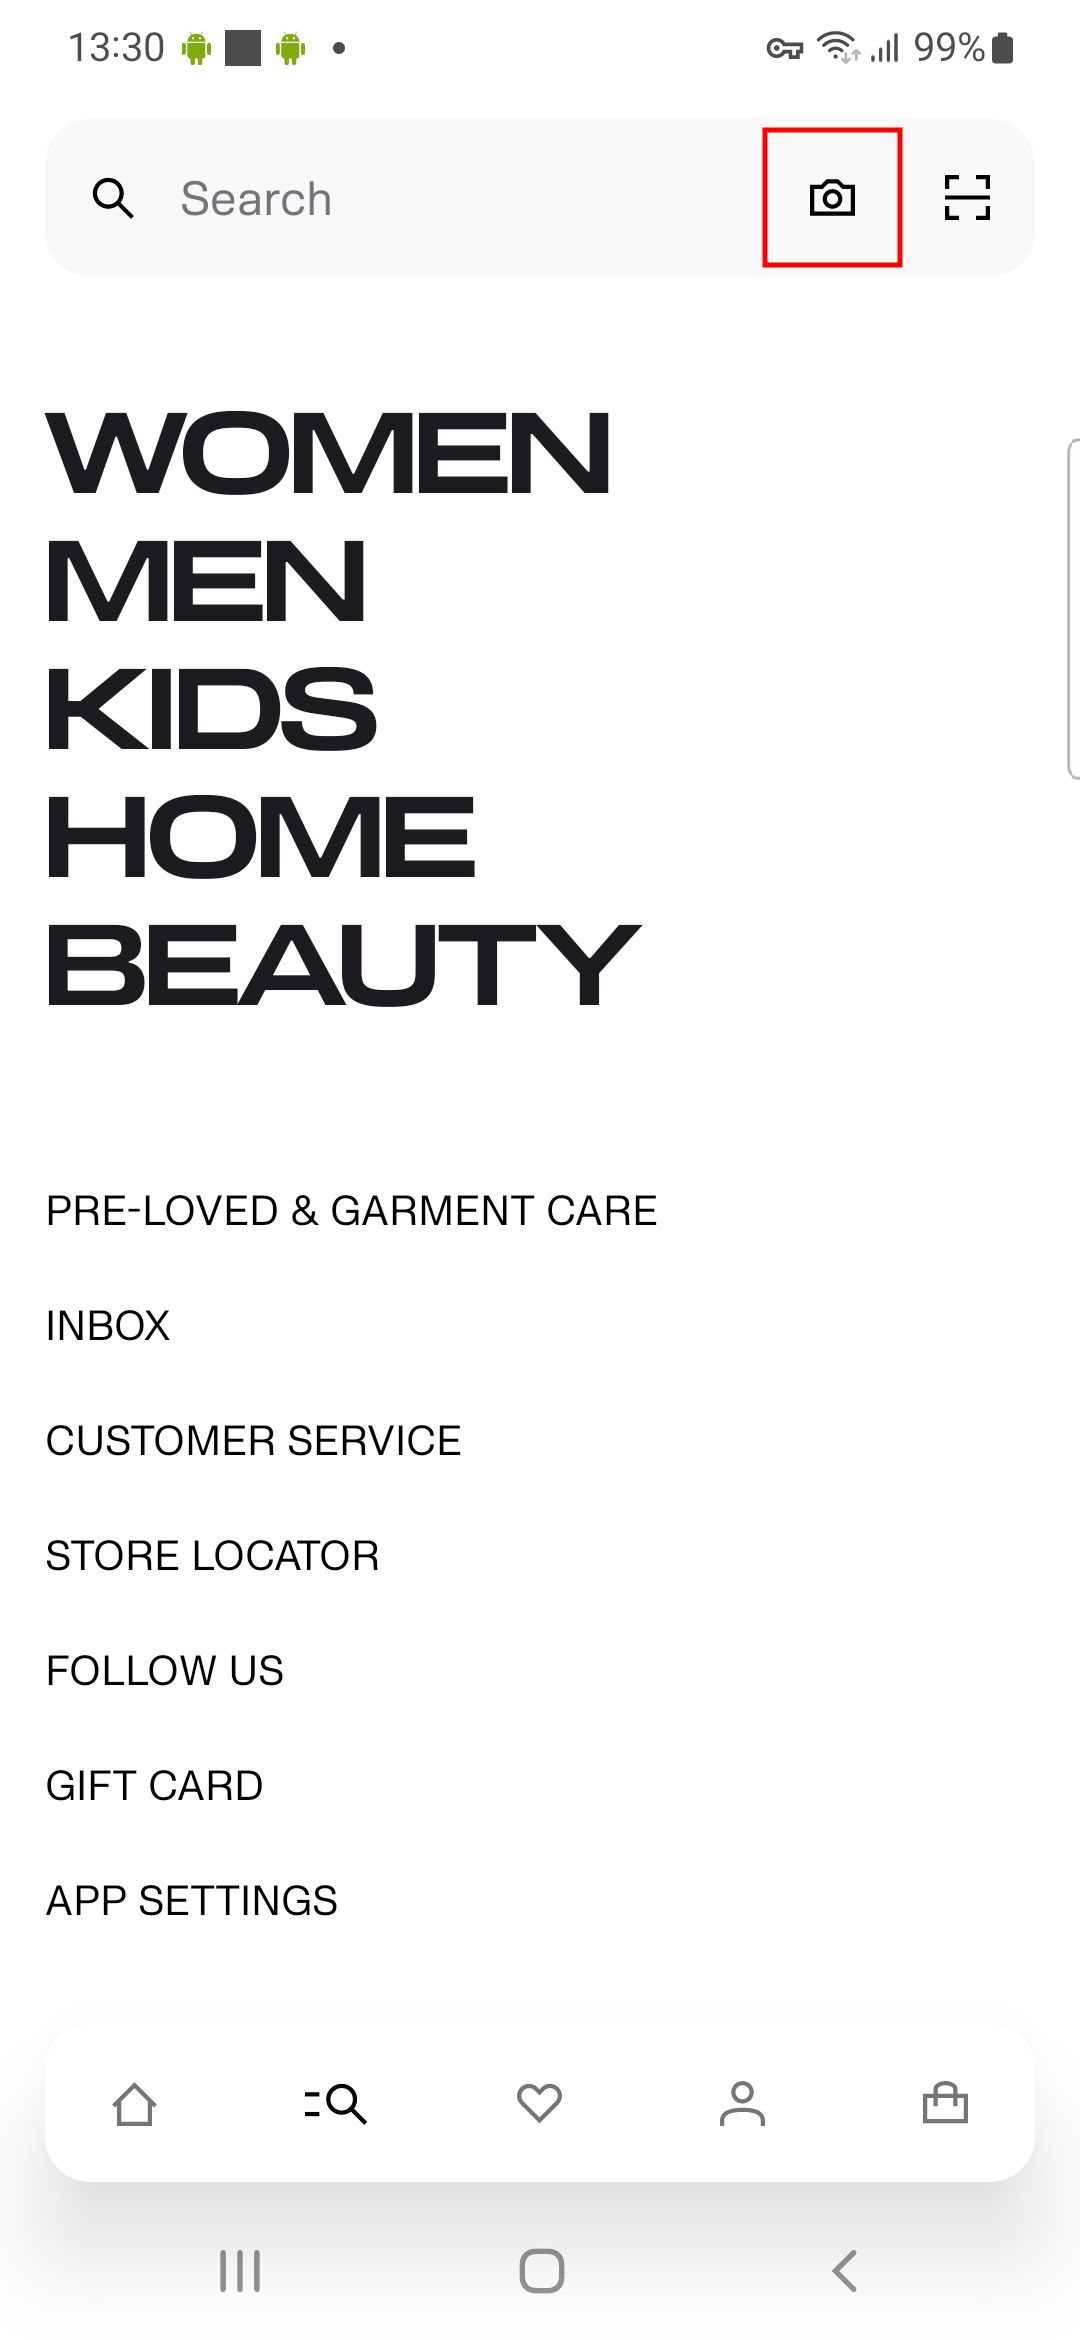 13:30 99%
Search
WOMEN
MEN
KIDS
HOME
BEAUTY
PRE-LOVED & GARMENT CARE
INBOX
CUSTOMER SERVICE
STORE LOCATOR
FOLLOW US
GIFT CARD
APP SETTINGS